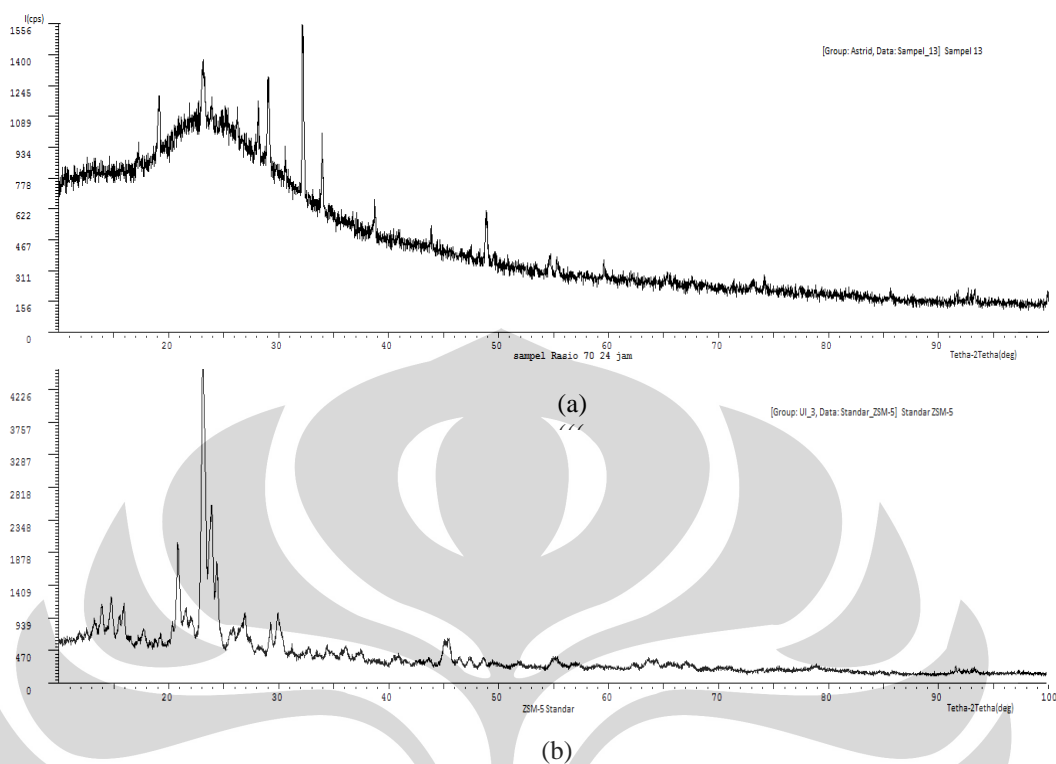 I(cps)
1556
1400
1245
1089
934
778
622
467
311
156
0
[Group: Astrid, Data: Sampel_13] Sampel 13
20 30 40 50 60 70 80 90 100
sampel Rasio 70 24 jam
Tetha-2Tetha(deg)
(a)
4226
3757
3287
2818
2348
1878
1409
939
470
0
[Group: UI_3, Data: Standar_ZSM-5] Standar ZSM-5
20 30 40 50 60 70 80 90 100
ZSM-5 Standar
Tetha-2Tetha(deg)
(b)